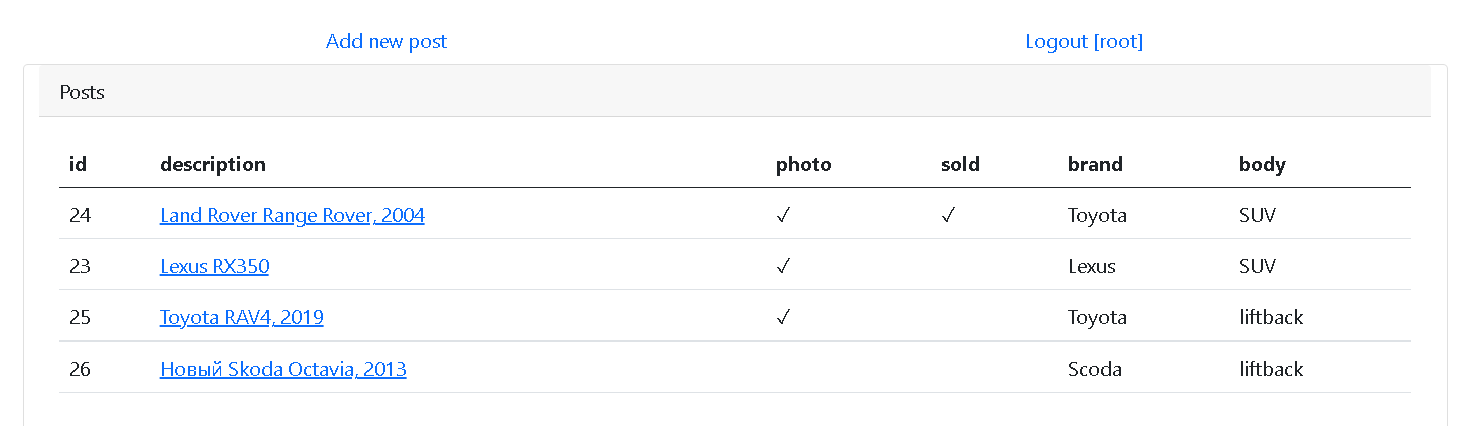 Add new post Logout [root]
Posts
id description photo sold brand body
24 Land Rover Range Rover, 2004 ✓ ✓ Toyota SUV
23 Lexus RX350 ✓ Lexus SUV
25 Toyota RAV4, 2019 ✓ Toyota liftback
26 Новый Skoda Octavia, 2013 Scoda liftback